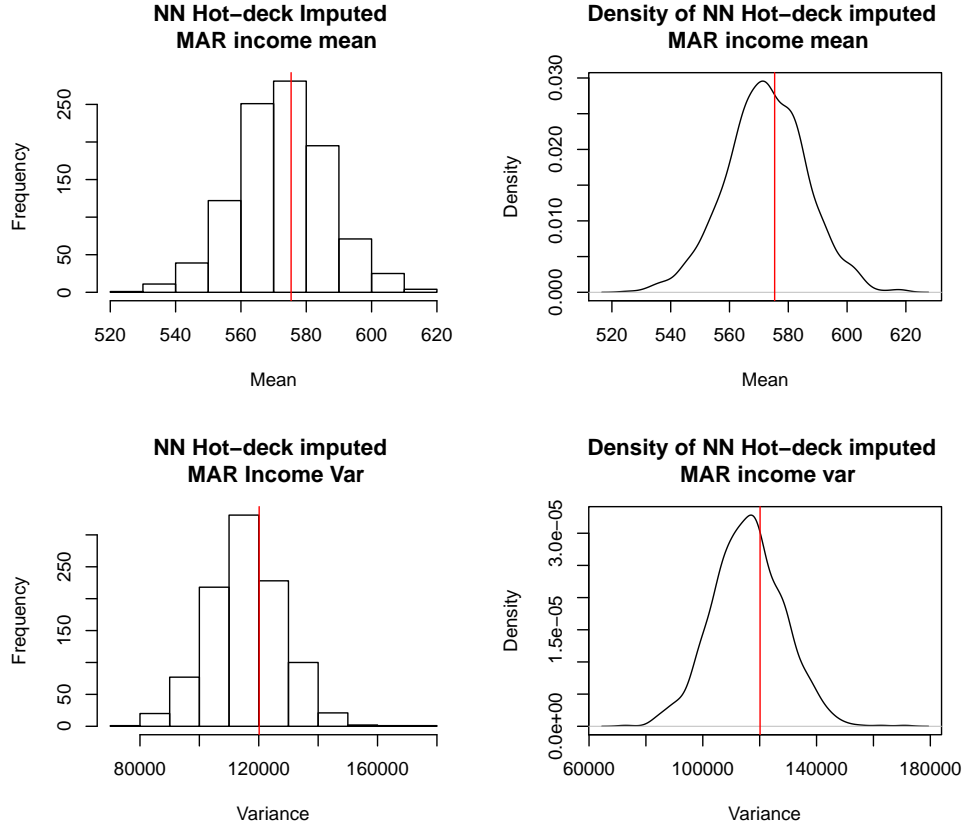 NN Hot−deck Imputed
MAR income mean
Frequency
250
150
50
0
520 540 560 580 600 620
Mean
Density of NN Hot−deck imputed
MAR income mean
Density
0.030
0.020
0.010
0.000
520 540 560 580 600 620
Mean
NN Hot−deck imputed
MAR Income Var
Frequency
250
150
50
0
80000 120000 160000
Variance
Density of NN Hot−deck imputed
MAR income var
Density
3.0e−05
1.5e−05
0.0e+00
60000 100000 140000 180000
Variance